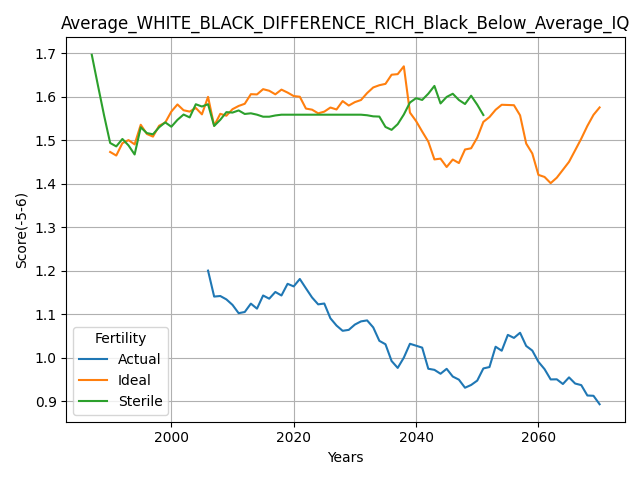 Average_WHITE_BLACK_DIFFERENCE_RICH_Black_Below_Average_IQ
Score(-5-6)
1.7
1.6
1.5
1.4
1.3
1.2
1.1
1.0
0.9
Fertility
Actual
Ideal
Sterile
2000 2020 2040 2060
Years